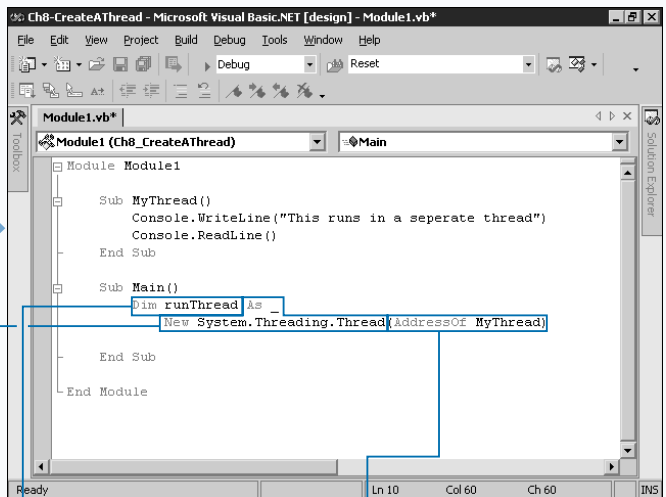 Ch8-CreateAThread - Microsoft Visual Basic.NET [design] - Module1.vb*
File Edit View Project Build Debug Tools Window Help
Debug Reset
Module1.vb*
Toolbox
Solution Explorer
Module1 (Ch8_CreateAThread) Main
Module Module1
Sub MyThread()
Console.WriteLine("This runs in a seperate thread")
Console.ReadLine()
End Sub
Sub Main()
Dim runThread As _
New System.Threading.Thread(AddressOf MyThread)
End Sub
End Module
Ready Ln 10 Col 60 Ch 60 INS